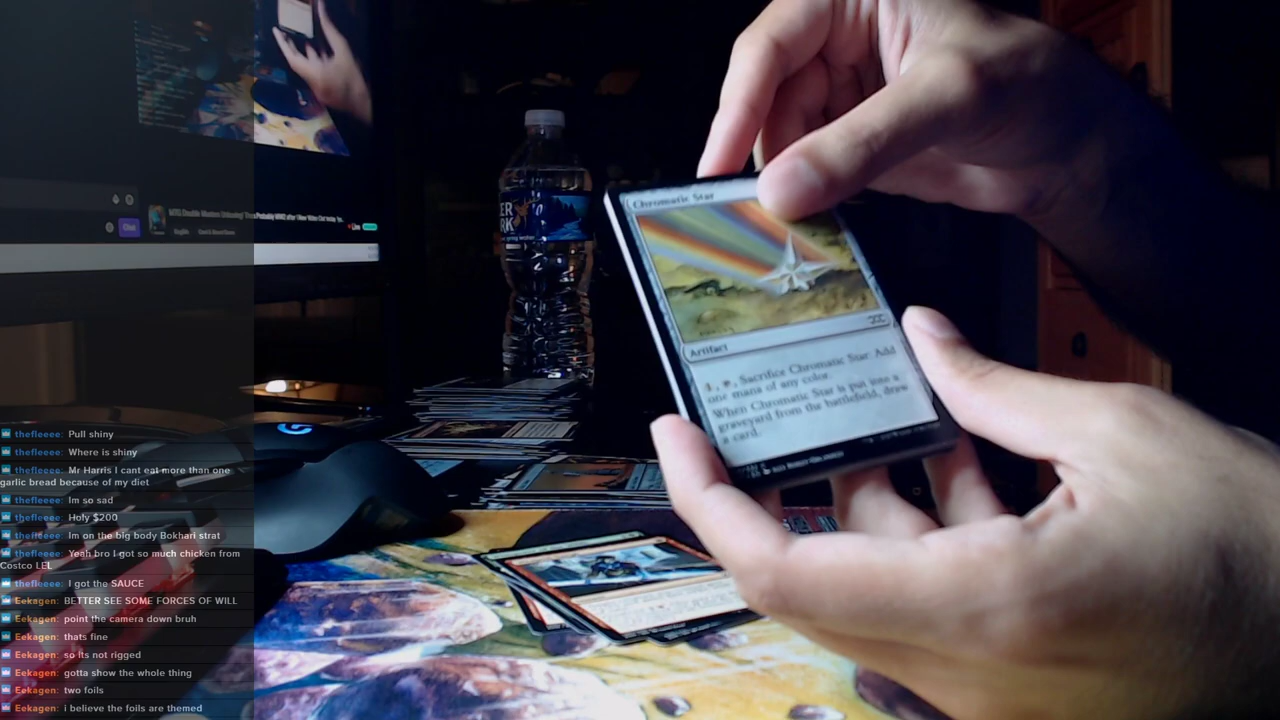 Chromatic Star
Artifact
1, T, Sacrifice Chromatic Star: Add
one mana of any color.
When Chromatic Star is put into a
graveyard from the battlefield, draw
a card.
ER
RK
thefleeee: Pull shiny
thefleeee: Where is shiny
thefleeee: Mr Harris I cant eat more than one
garlic bread because of my diet
thefleeee: Im so sad
thefleeee: Holy $200
thefleeee: Im on the big body Bokhari strat
thefleeee: Yeah bro I got so much chicken from
Costco LEL
thefleeee: I got the SAUCE
Eekagen: BETTER SEE SOME FORCES OF WILL
Eekagen: point the camera down bruh
Eekagen: thats fine
Eekagen: so its not rigged
Eekagen: gotta show the whole thing
Eekagen: two foils
Eekagen: i believe the foils are themed